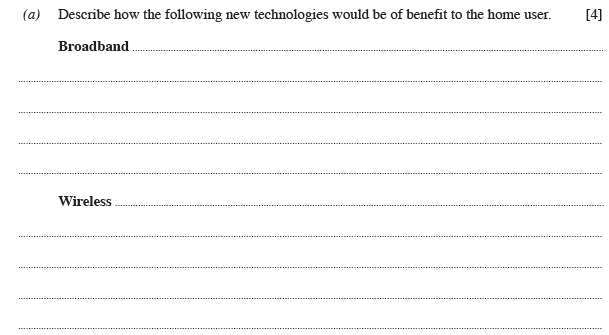 (a) Describe how the following new technologies would be of benefit to the home user. [4]
Broadband
Wireless